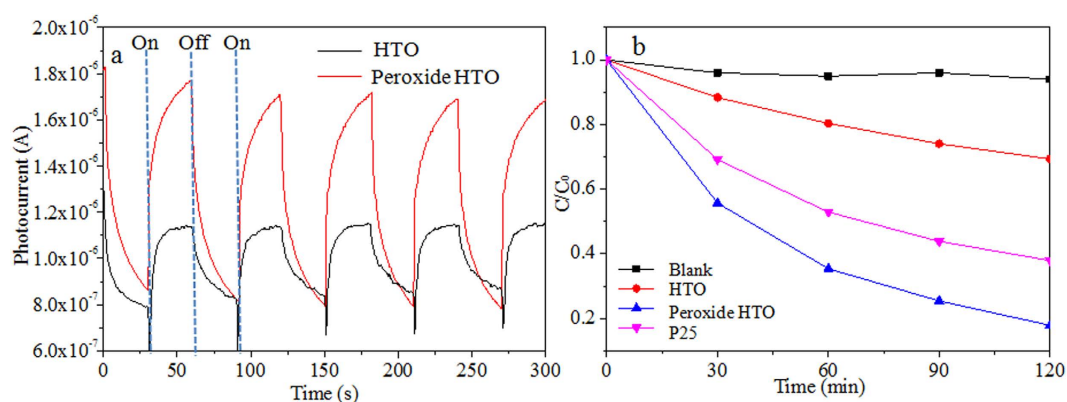 a
On Off On
HTO
Peroxide HTO
Photocurrent (A)
2.0x10⁻⁶
1.8x10⁻⁶
1.6x10⁻⁶
1.4x10⁻⁶
1.2x10⁻⁶
1.0x10⁻⁶
8.0x10⁻⁷
6.0x10⁻⁷
0 50 100 150 200 250 300
Time (s)
b
C/C₀
1.0
0.8
0.6
0.4
0.2
Blank
HTO
Peroxide HTO
P25
0 30 60 90 120
Time (min)